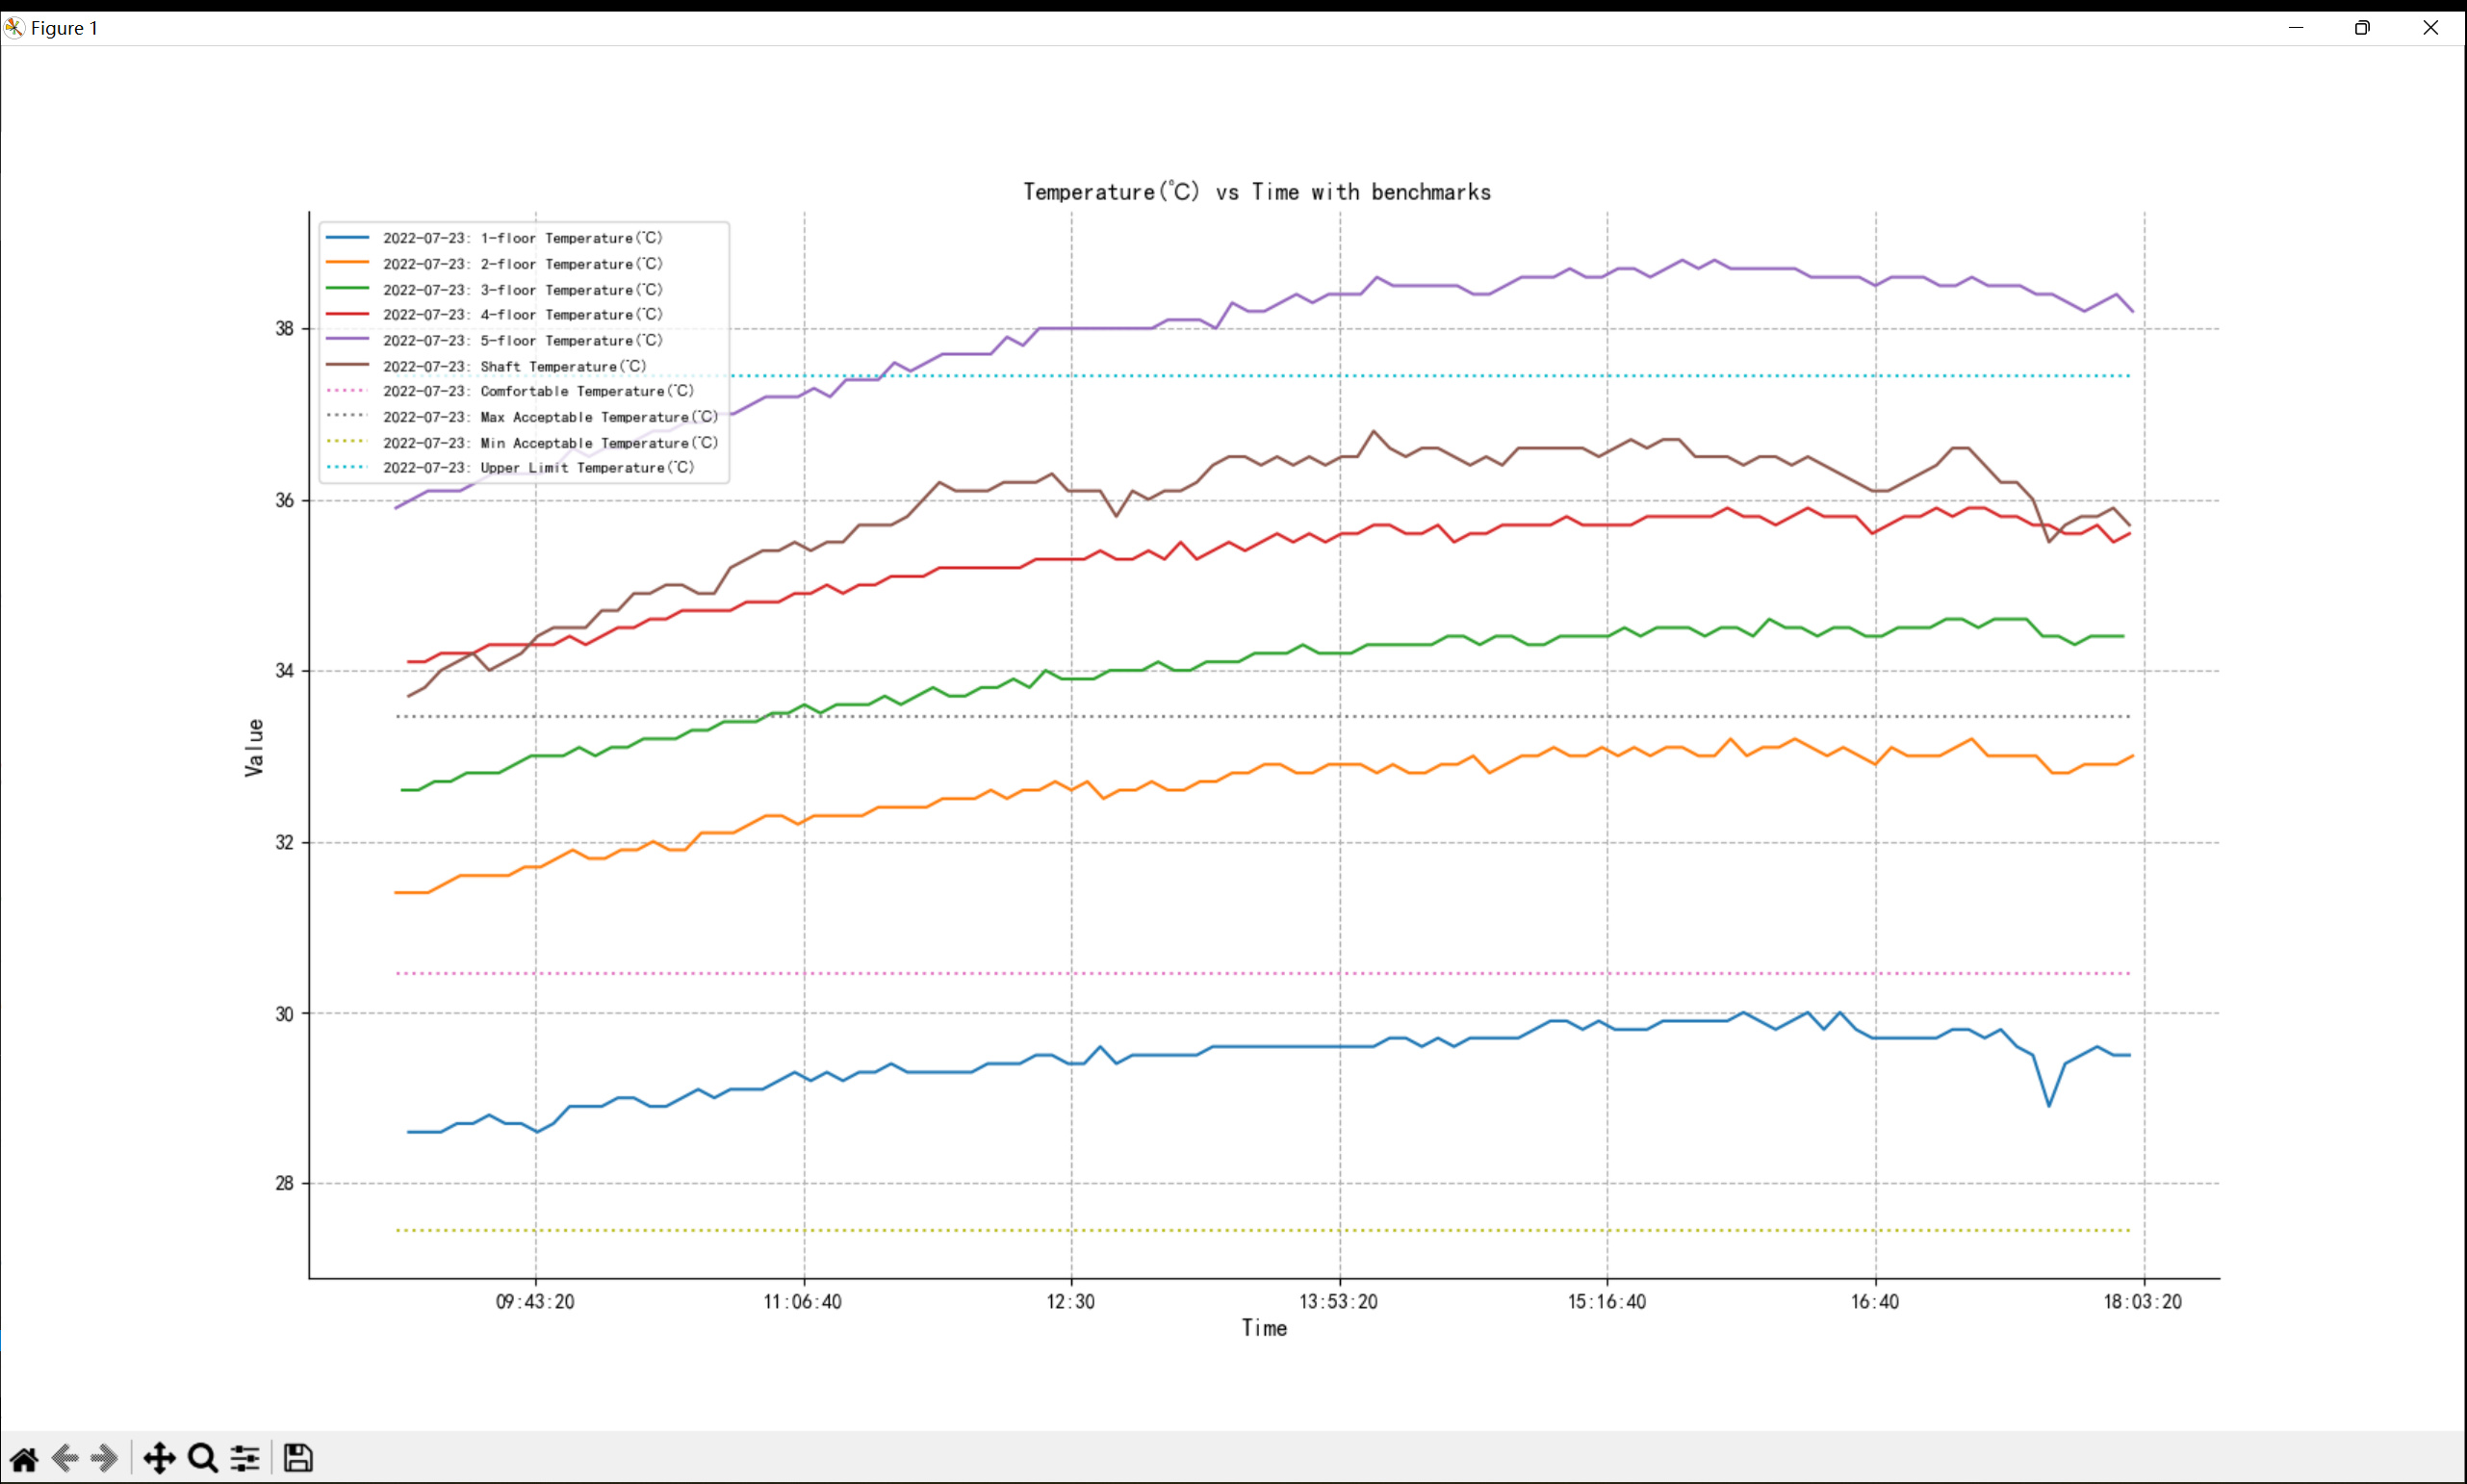 Figure 1
Temperature(℃) vs Time with benchmarks
2022-07-23: 1-floor Temperature(℃)
2022-07-23: 2-floor Temperature(℃)
2022-07-23: 3-floor Temperature(℃)
2022-07-23: 4-floor Temperature(℃)
2022-07-23: 5-floor Temperature(℃)
2022-07-23: Shaft Temperature(℃)
2022-07-23: Comfortable Temperature(℃)
2022-07-23: Max Acceptable Temperature(℃)
2022-07-23: Min Acceptable Temperature(℃)
2022-07-23: Upper Limit Temperature(℃)
38
36
34
32
30
28
Value
09:43:20 11:06:40 12:30 13:53:20 15:16:40 16:40 18:03:20
Time